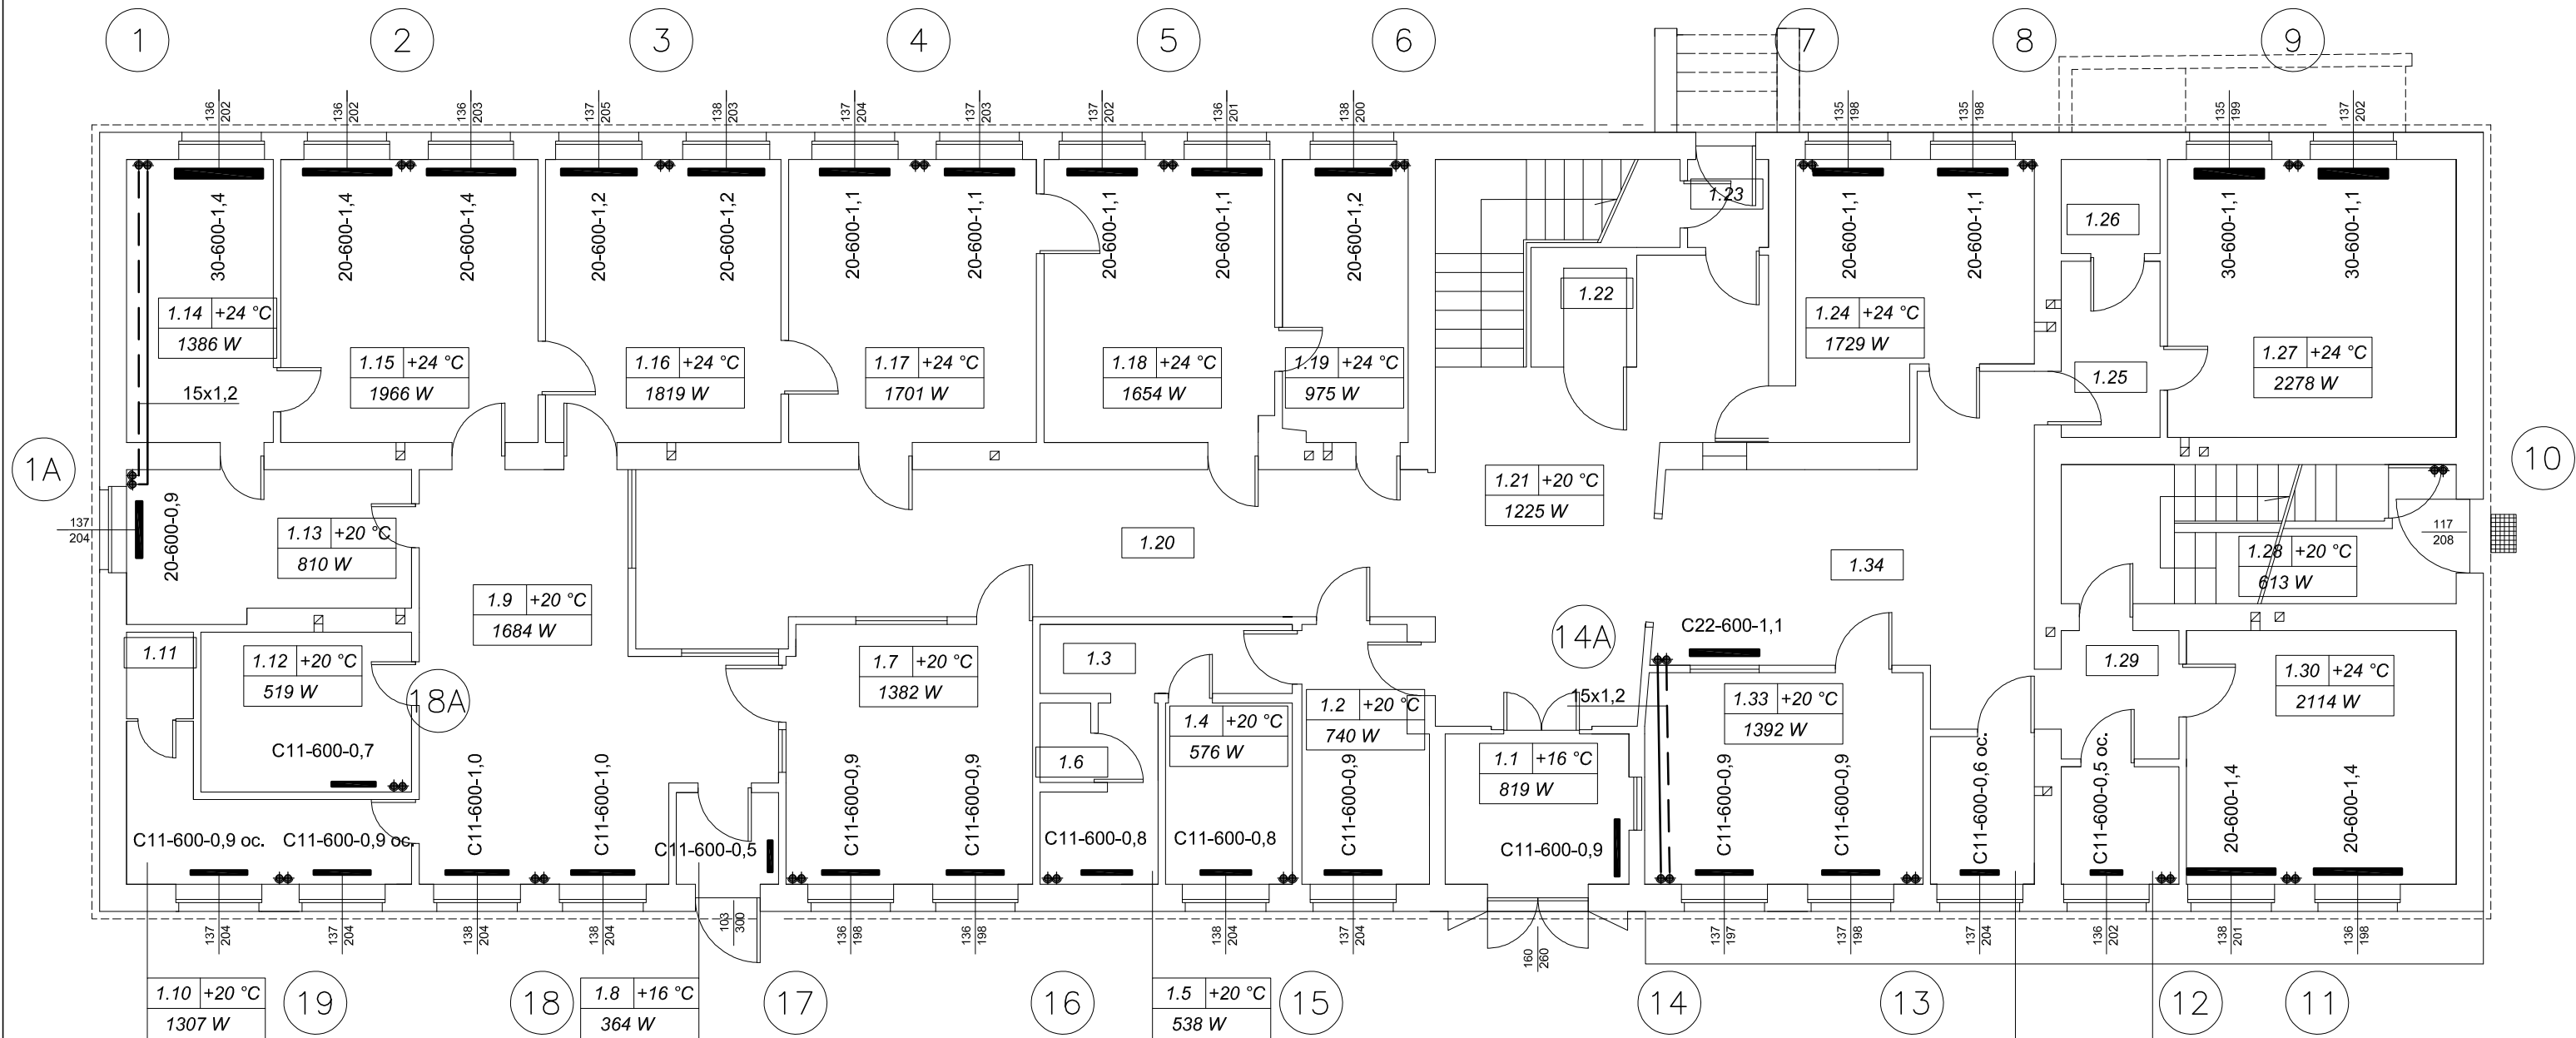 1
2
3
4
5
6
7
8
9
136
202
136
202
136
203
137
205
138
203
137
204
137
203
137
202
136
201
138
200
135
198
135
198
135
199
137
202
30-600-1,4
20-600-1,4
20-600-1,4
20-600-1,2
20-600-1,2
20-600-1,1
20-600-1,1
20-600-1,1
20-600-1,1
20-600-1,2
1.23
20-600-1,1
20-600-1,1
1.26
30-600-1,1
30-600-1,1
1.22
1.14 +24 °C
1386 W
1.24 +24 °C
1729 W
1.15 +24 °C
1966 W
1.16 +24 °C
1819 W
1.17 +24 °C
1701 W
1.18 +24 °C
1654 W
1.19 +24 °C
975 W
1.25
1.27 +24 °C
2278 W
15x1,2
1A
10
137
204
20-600-0,9
1.13 +20 °C
810 W
1.20
1.21 +20 °C
1225 W
1.34
1.28 +20 °C
613 W
117
208
1.9 +20 °C
1684 W
1.11
1.12 +20 °C
519 W
18A
1.7 +20 °C
1382 W
1.3
14A
C22-600-1,1
1.29
1.30 +24 °C
2114 W
15x1,2
1.33 +20 °C
1392 W
1.2 +20 °C
740 W
1.4 +20 °C
576 W
1.6
1.1 +16 °C
819 W
C11-600-0,7
C11-600-1,0
C11-600-1,0
C11-600-0,9
C11-600-0,9
C11-600-0,9
C11-600-0,9
C11-600-0,9
C11-600-0,6 oc.
C11-600-0,5 oc.
20-600-1,4
20-600-1,4
C11-600-0,9 oc.
C11-600-0,9 oc.
C11-600-0,5
C11-600-0,8
C11-600-0,8
C11-600-0,9
137
204
137
204
138
204
138
204
103
300
136
198
136
198
138
204
137
204
160
260
137
197
137
198
137
204
136
202
138
201
136
198
1.10 +20 °C
1307 W
19
18
1.8 +16 °C
364 W
17
16
1.5 +20 °C
538 W
15
14
13
12
11